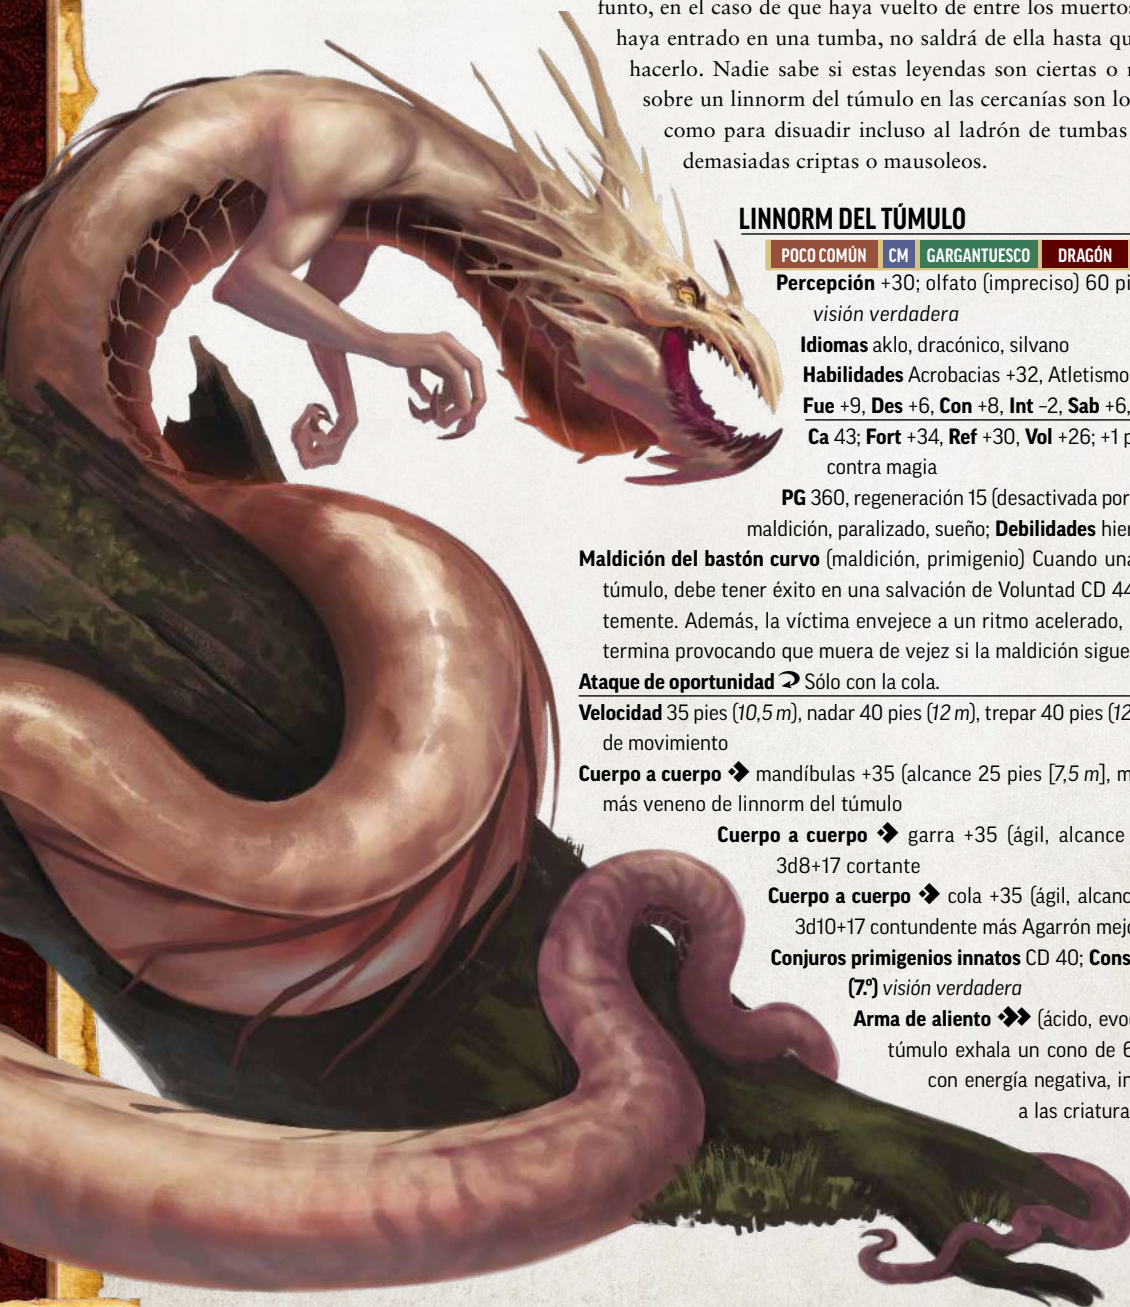 funto, en el caso de que haya vuelto de entre los muertos
haya entrado en una tumba, no saldrá de ella hasta qu
hacerlo. Nadie sabe si estas leyendas son ciertas o
sobre un linnorm del túmulo en las cercanías son lo
como para disuadir incluso al ladrón de tumbas
demasiadas criptas o mausoleos.
LINNORM DEL TÚMULO
POCO COMÚN CM GARGANTUESCO DRAGÓN
Percepción +30; olfato (impreciso) 60 pi
visión verdadera
Idiomas aklo, dracónico, silvano
Habilidades Acrobacias +32, Atletismo
Fue +9, Des +6, Con +8, Int –2, Sab +6,
Ca 43; Fort +34, Ref +30, Vol +26; +1 p
contra magia
PG 360, regeneración 15 (desactivada por
maldición, paralizado, sueño; Debilidades hier
Maldición del bastón curvo (maldición, primigenio) Cuando una
túmulo, debe tener éxito en una salvación de Voluntad CD 44
temente. Además, la víctima envejece a un ritmo acelerado,
termina provocando que muera de vejez si la maldición sigue
Ataque de oportunidad Sólo con la cola.
Velocidad 35 pies (10,5 m), nadar 40 pies (12 m), trepar 40 pies (12
de movimiento
Cuerpo a cuerpo mandíbulas +35 (alcance 25 pies [7,5 m], m
más veneno de linnorm del túmulo
Cuerpo a cuerpo garra +35 (ágil, alcance
3d8+17 cortante
Cuerpo a cuerpo cola +35 (ágil, alcanc
3d10+17 contundente más Agarrón mejo
Conjuros primigenios innatos CD 40; Cons
(7.º) visión verdadera
Arma de aliento (ácido, evoc
túmulo exhala un cono de 6
con energía negativa, in
a las criatura